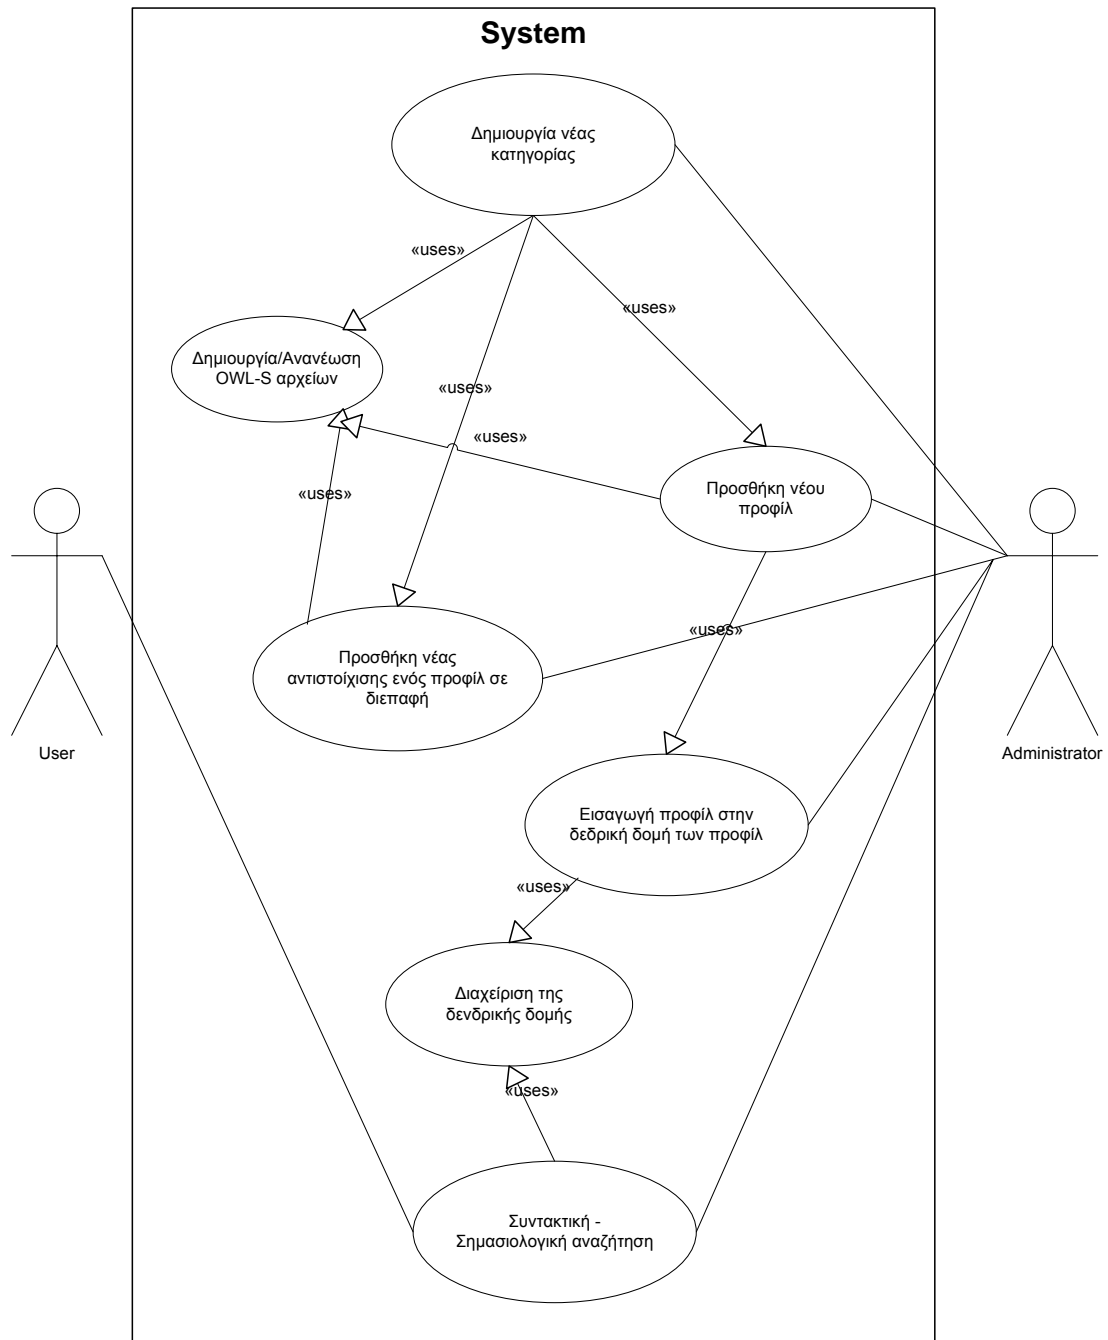 System
Δημιουργία νέας
κατηγορίας
«uses»
«uses»
Δημιουργία/Ανανέωση
OWL-S αρχείων
«uses»
«uses»
«uses»
Προσθήκη νέου
προφίλ
Προσθήκη νέας
αντιστοίχισης ενός προφίλ σε
διεπαφή
«uses»
User
Administrator
Εισαγωγή προφίλ στην
δεδρική δομή των προφίλ
«uses»
Διαχείριση της
δενδρικής δομής
«uses»
Συντακτική -
Σημασιολογική αναζήτηση